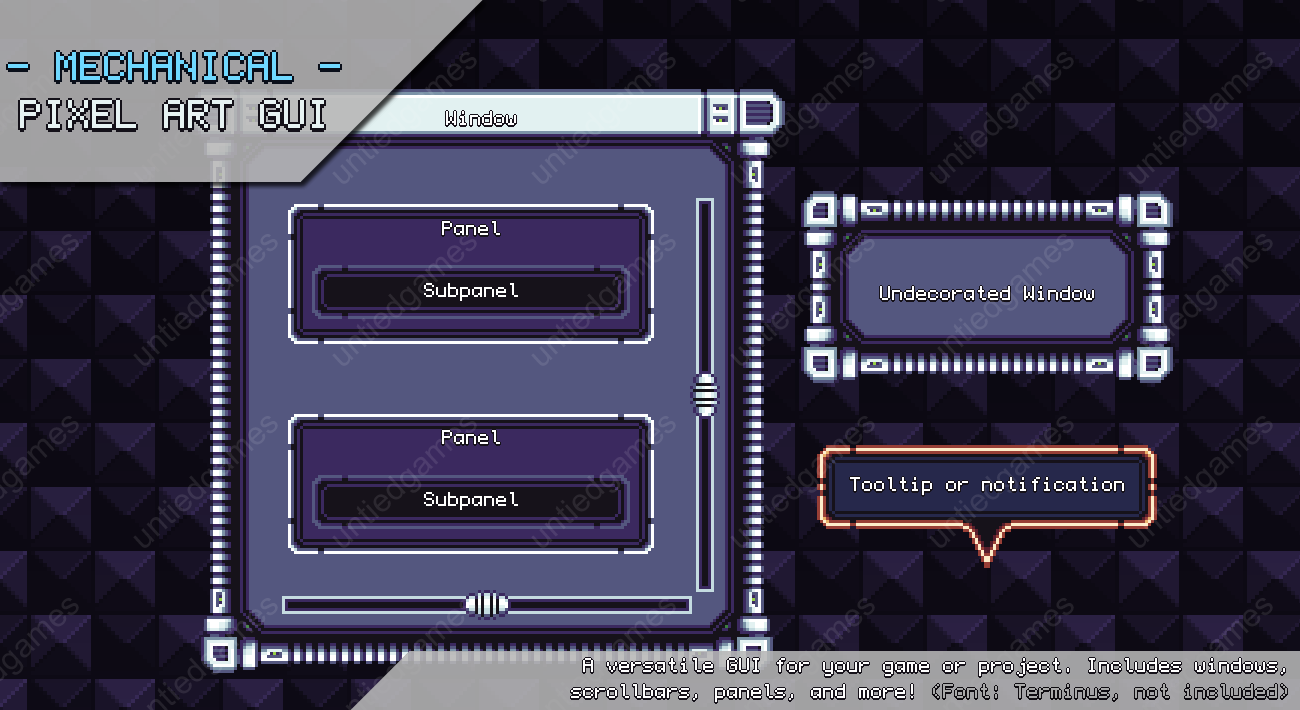 - MECHANICAL -
PIXEL ART GUI
Window
Panel
Subpanel
Panel
Subpanel
Undecorated Window
Tooltip or notification
A versatile GUI for your game or project. Includes windows,
scrollbars, panels, and more! (Font: Terminus, not included)
untiedgames